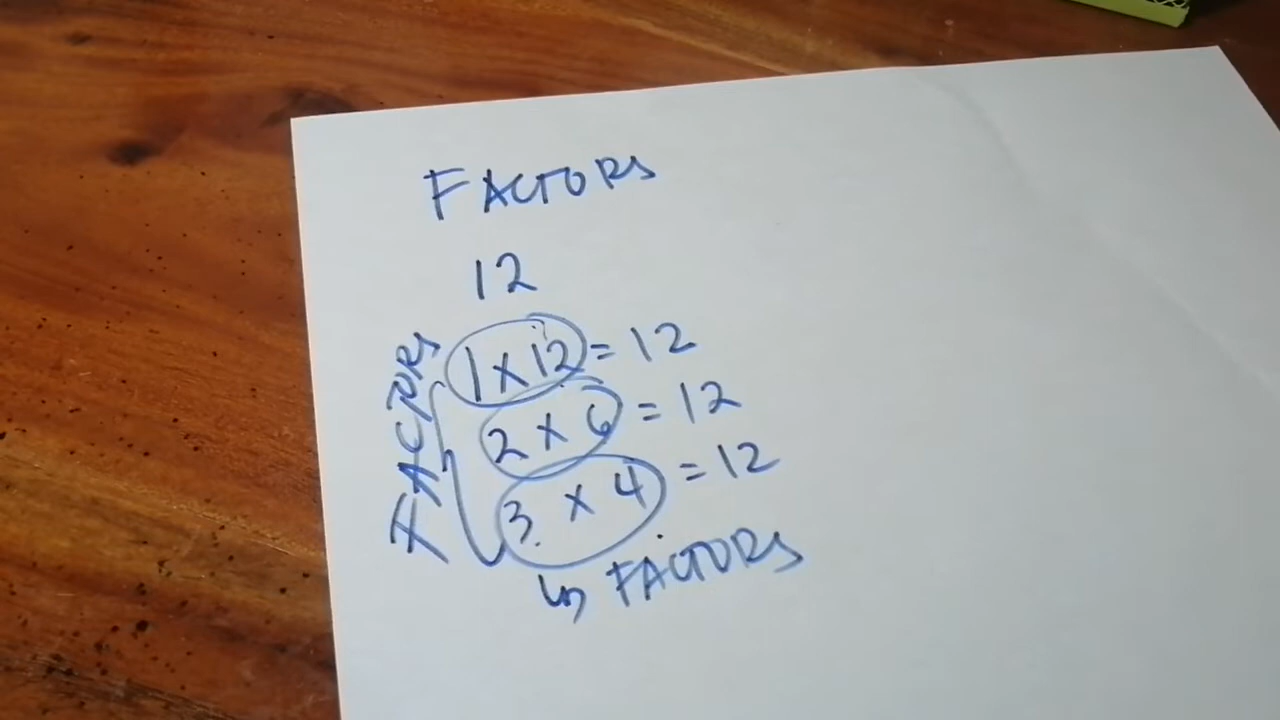 FACTORS
12
1 x 12 = 12
2 x 6 = 12
3 x 4 = 12
FACTORS
FACTORS